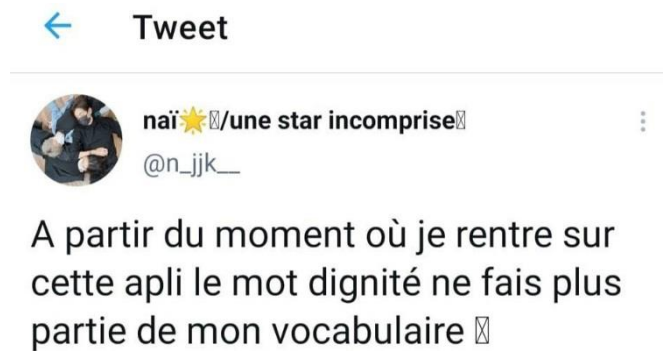 Tweet
naï🌟/une star incomprise
@n_jjk__
A partir du moment où je rentre sur
cette apli le mot dignité ne fais plus
partie de mon vocabulaire